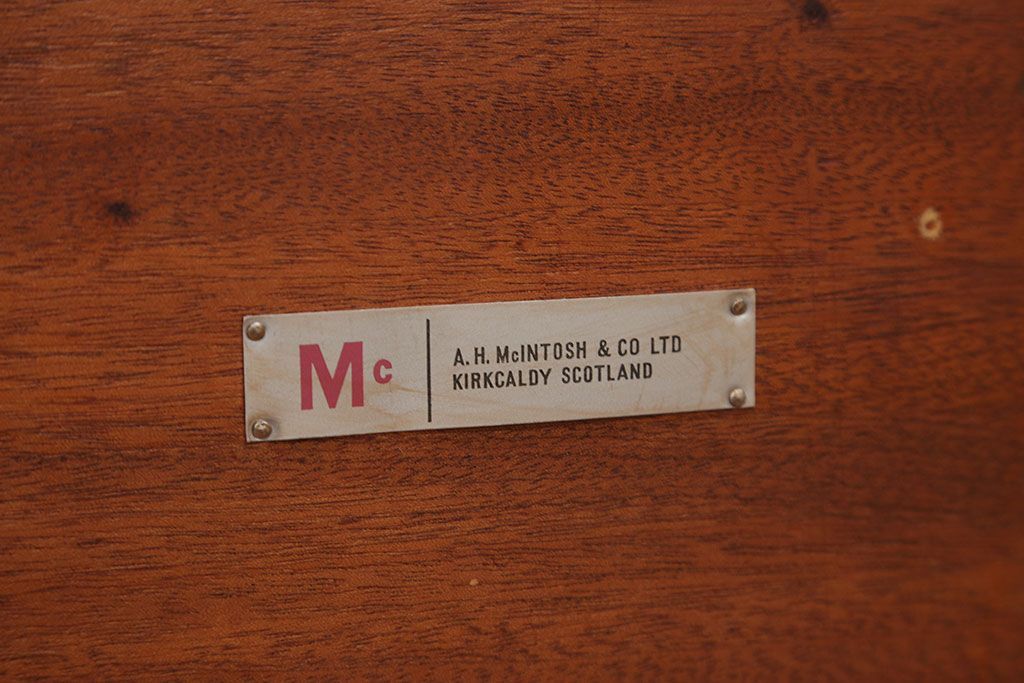 Mc
A. H. McINTOSH & CO LTD
KIRKCALDY SCOTLAND